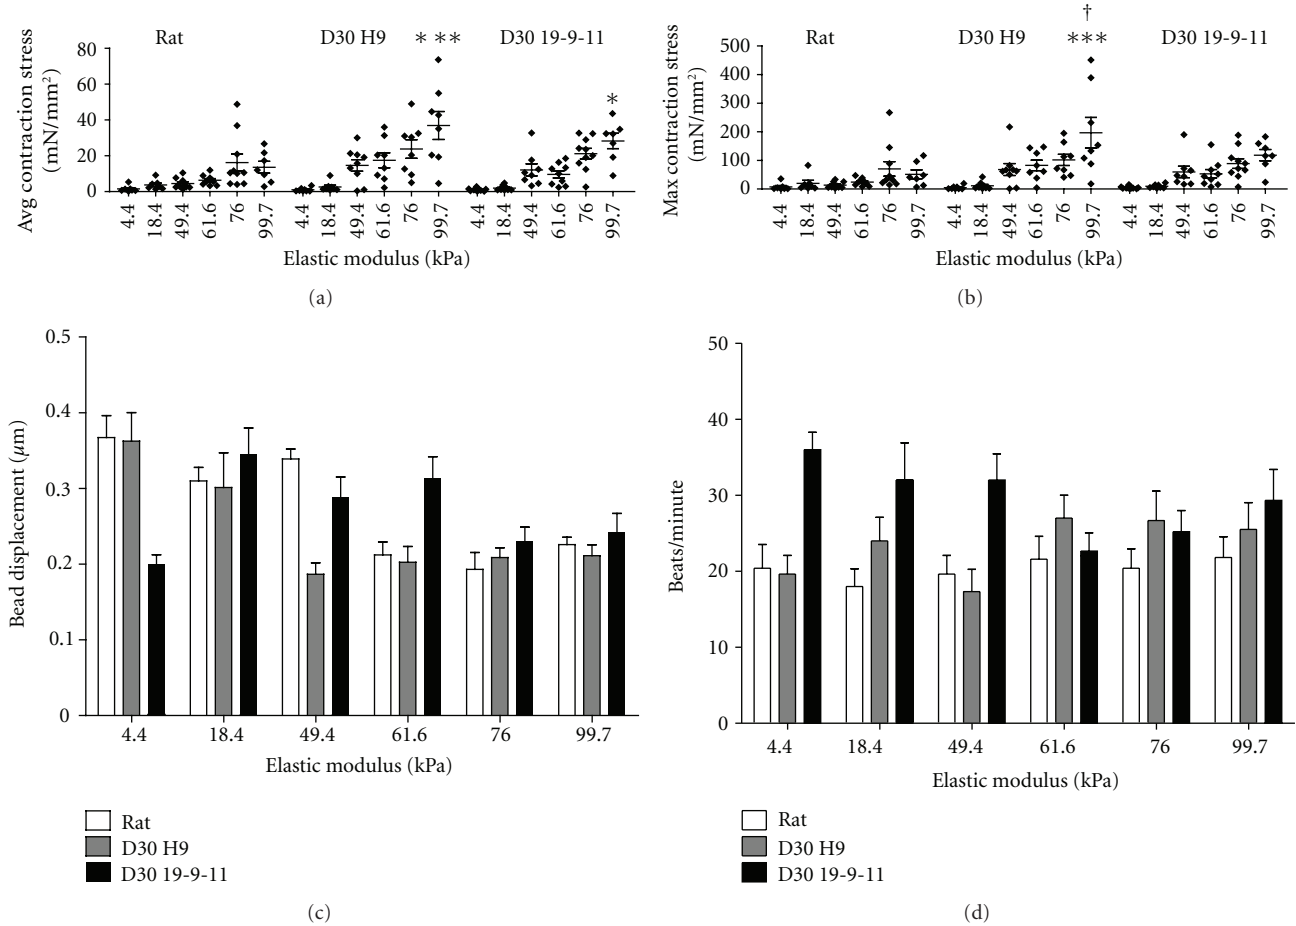 Rat D30 H9 * ** D30 19-9-11
*
Avg contraction stress
(mN/mm²)
80
60
40
20
0
4.4 18.4 49.4 61.6 76 99.7 4.4 18.4 49.4 61.6 76 99.7 4.4 18.4 49.4 61.6 76 99.7
Elastic modulus (kPa)
(a)
†
Rat D30 H9 *** D30 19-9-11
Max contraction stress
(mN/mm²)
500
400
300
200
100
0
4.4 18.4 49.4 61.6 76 99.7 4.4 18.4 49.4 61.6 76 99.7 4.4 18.4 49.4 61.6 76 99.7
Elastic modulus (kPa)
(b)
Bead displacement (µm)
0.5
0.4
0.3
0.2
0.1
0
4.4 18.4 49.4 61.6 76 99.7
Elastic modulus (kPa)
Rat
D30 H9
D30 19-9-11
(c)
Beats/minute
50
40
30
20
10
0
4.4 18.4 49.4 61.6 76 99.7
Elastic modulus (kPa)
Rat
D30 H9
D30 19-9-11
(d)